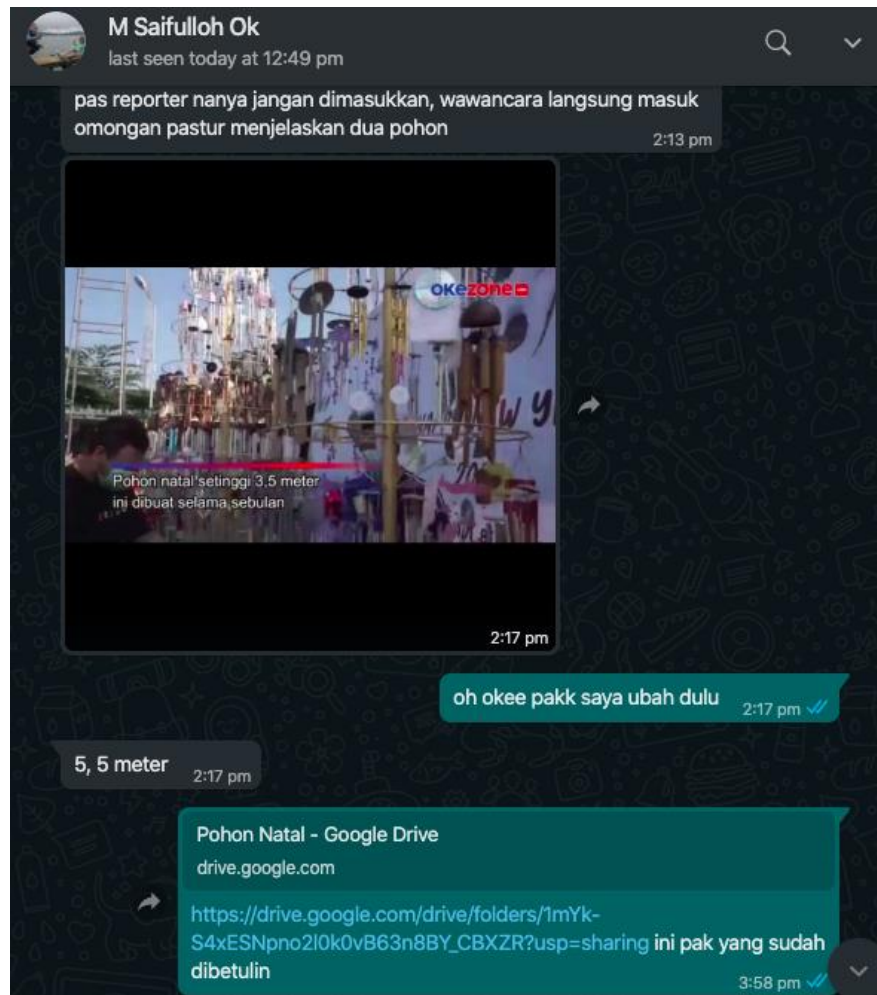 M Saifulloh Ok
last seen today at 12:49 pm
pas reporter nanya jangan dimasukkan, wawancara langsung masuk
omongan pastur menjelaskan dua pohon
2:13 pm
okezone
W Y
Pohon natal setinggi 3,5 meter
ini dibuat selama sebulan
2:17 pm
oh okee pakk saya ubah dulu
2:17 pm
5, 5 meter
2:17 pm
Pohon Natal - Google Drive
drive.google.com
https://drive.google.com/drive/folders/1mYk-
S4xESNpno2l0k0vB63n8BY_CBXZR?usp=sharing ini pak yang sudah
dibetulin
3:58 pm